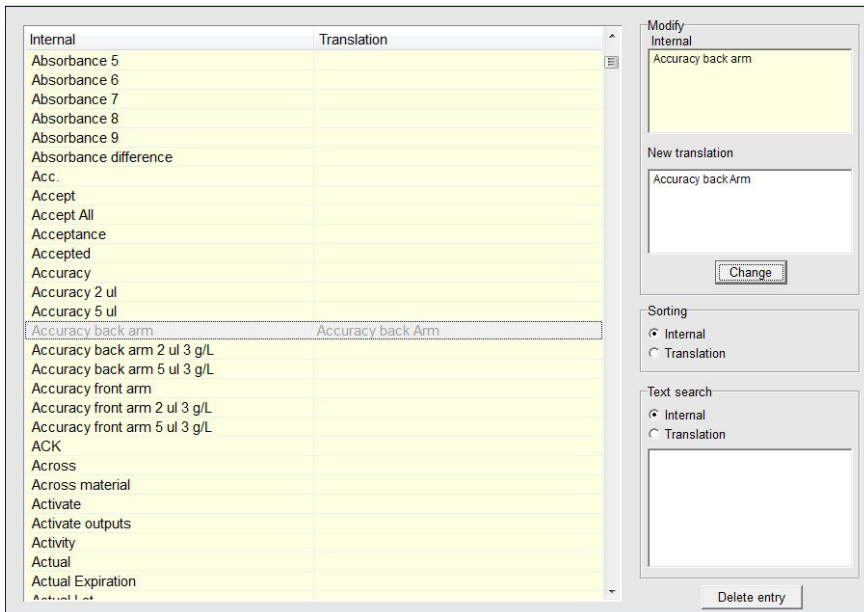 Internal Translation
Absorbance 5
Absorbance 6
Absorbance 7
Absorbance 8
Absorbance 9
Absorbance difference
Acc.
Accept
Accept All
Acceptance
Accepted
Accuracy
Accuracy 2 ul
Accuracy 5 ul
Accuracy back arm Accuracy back Arm
Accuracy back arm 2 ul 3 g/L
Accuracy back arm 5 ul 3 g/L
Accuracy front arm
Accuracy front arm 2 ul 3 g/L
Accuracy front arm 5 ul 3 g/L
ACK
Across
Across material
Activate
Activate outputs
Activity
Actual
Actual Expiration
Actual Lot
Modify
Internal
Accuracy back arm
New translation
Accuracy back Arm
Change
Sorting
Internal
Translation
Text search
Internal
Translation
Delete entry